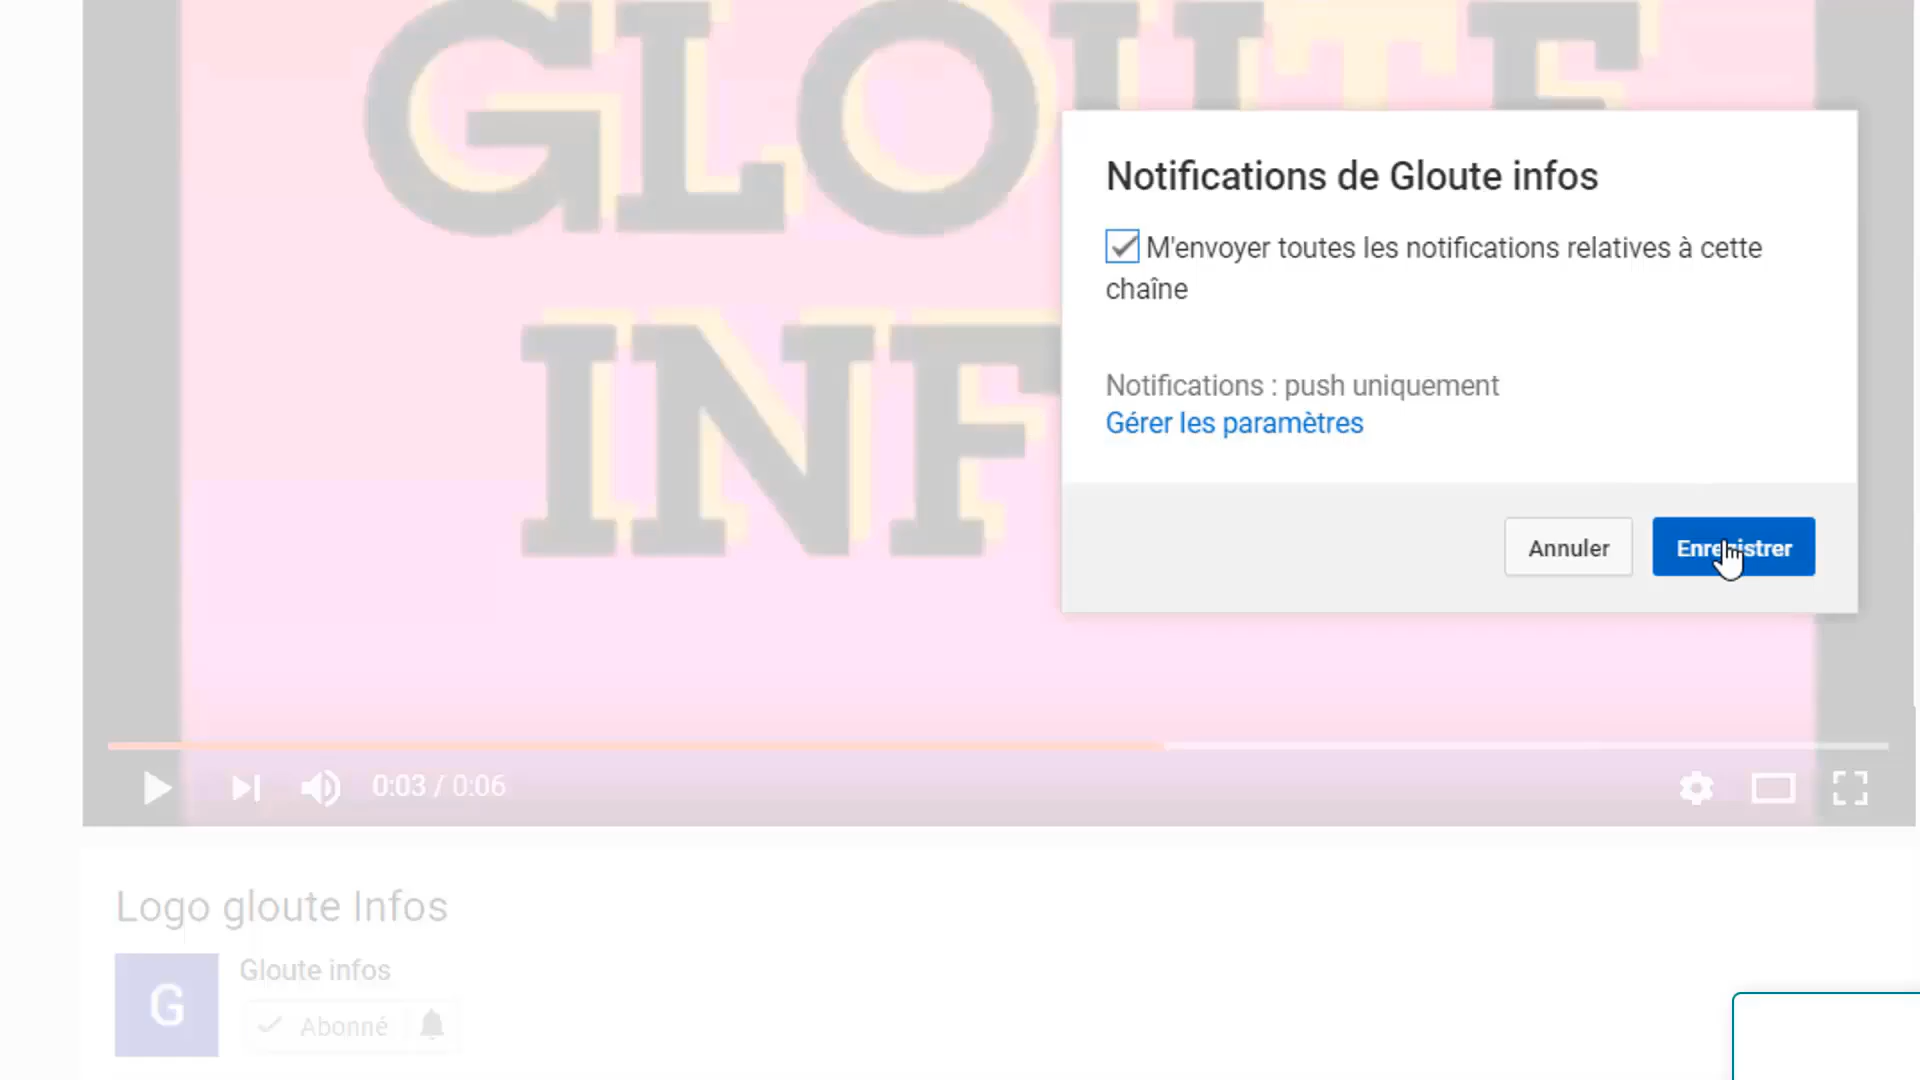 GLOUTE
Notifications de Gloute infos
M'envoyer toutes les notifications relatives à cette
chaîne
INF
Notifications : push uniquement
Gérer les paramètres
Annuler
Enregistrer
0:03 / 0:06
Logo gloute Infos
G
Gloute infos
Abonné